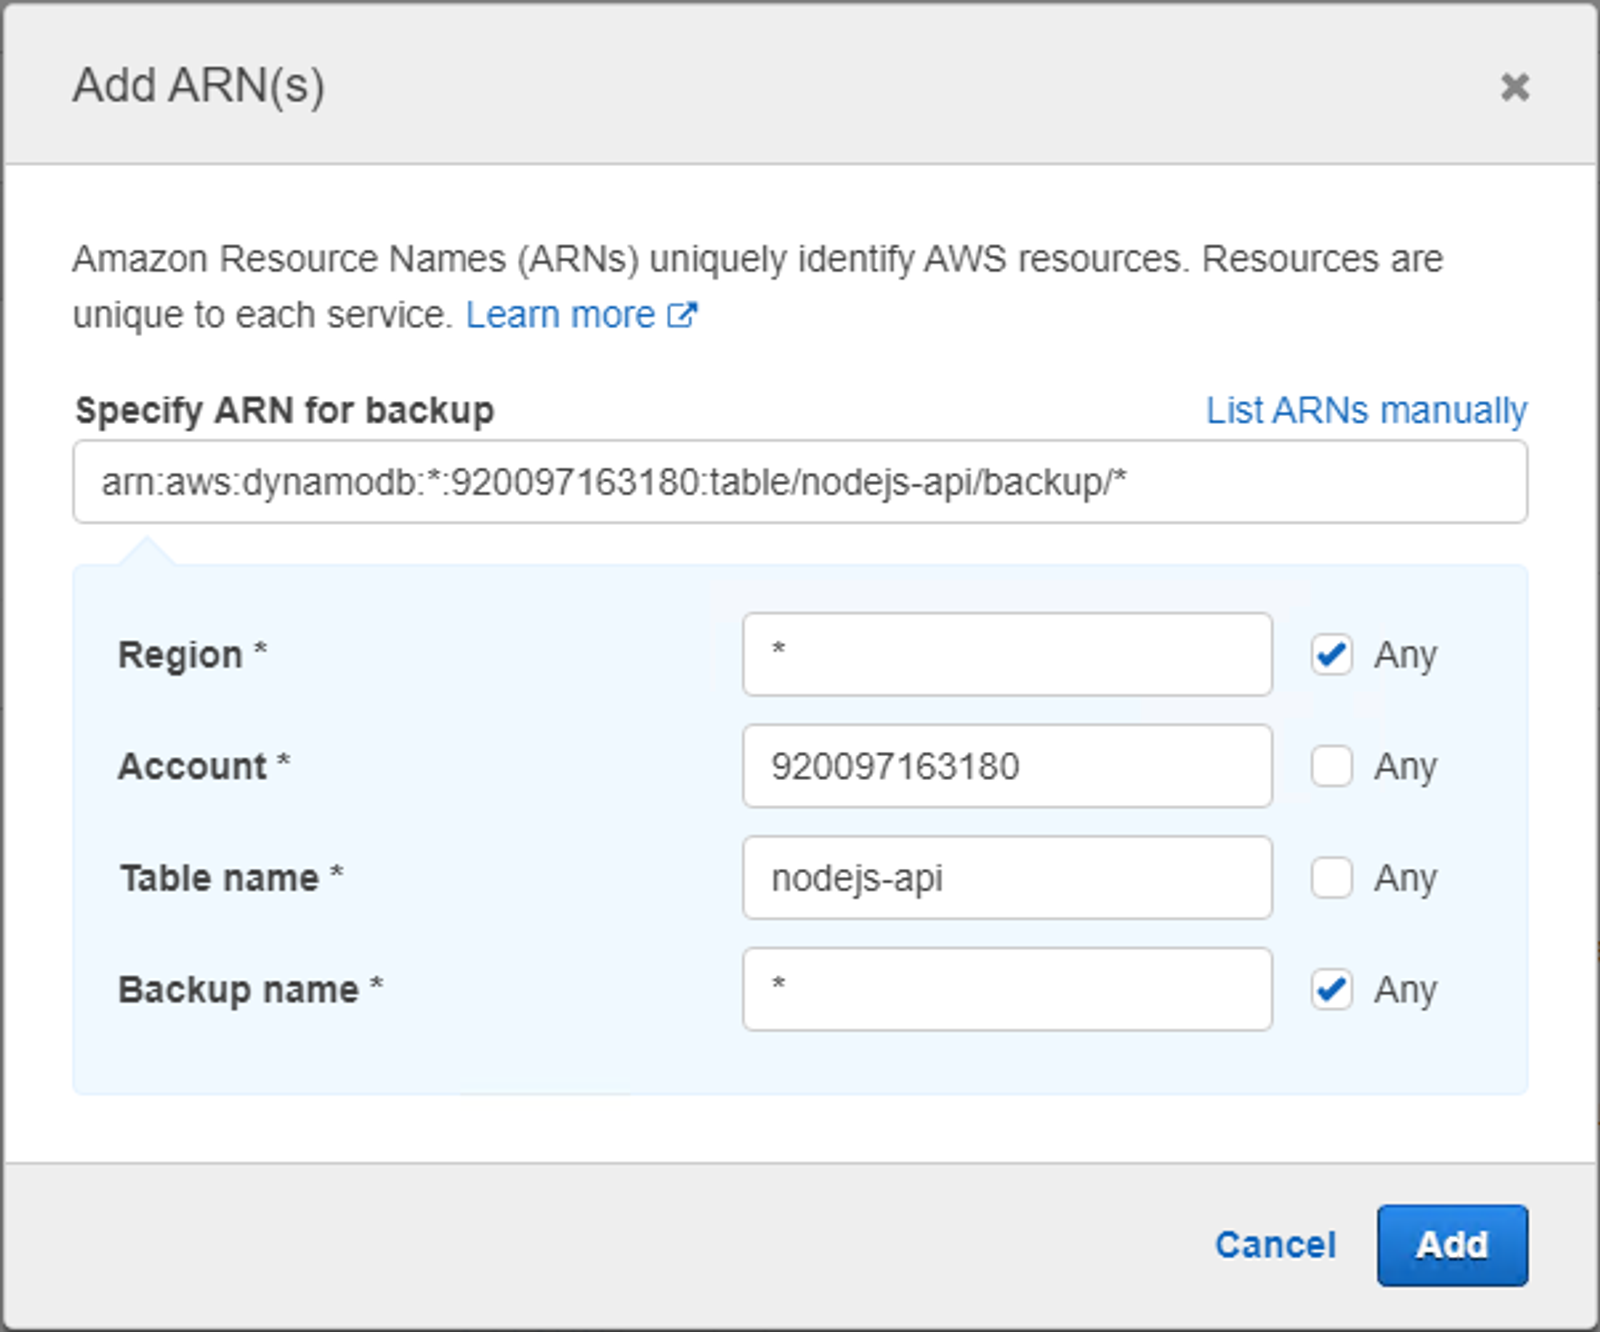 Add ARN(s)
Amazon Resource Names (ARNs) uniquely identify AWS resources. Resources are
unique to each service. Learn more
Specify ARN for backup List ARNs manually
arn:aws:dynamodb:*:920097163180:table/nodejs-api/backup/*
Region * * Any
Account * 920097163180 Any
Table name * nodejs-api Any
Backup name * * Any
Cancel Add